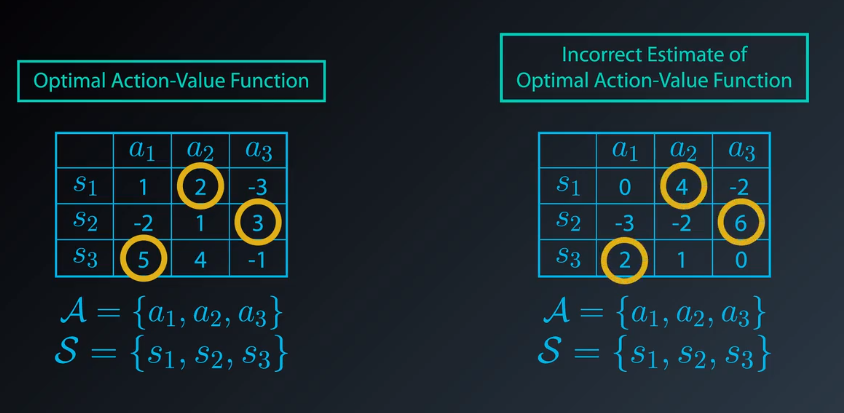 Optimal Action-Value Function
a₁ a₂ a₃
s₁ 1 2 -3
s₂ -2 1 3
s₃ 5 4 -1
𝒜 = {a₁, a₂, a₃}
𝒮 = {s₁, s₂, s₃}
Incorrect Estimate of
Optimal Action-Value Function
a₁ a₂ a₃
s₁ 0 4 -2
s₂ -3 -2 6
s₃ 2 1 0
𝒜 = {a₁, a₂, a₃}
𝒮 = {s₁, s₂, s₃}